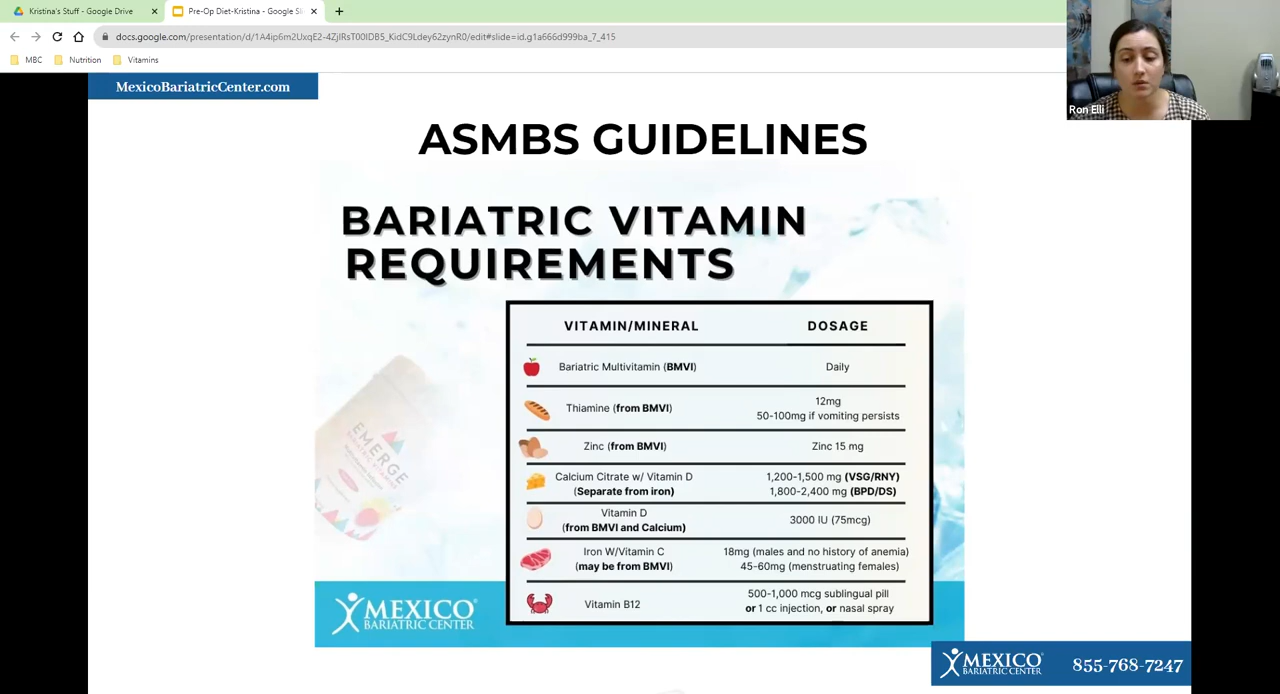 Kristina's Stuff - Google Drive
Pre-Op Diet-Kristina - Google Sli
docs.google.com/presentation/d/1A4ip6m2UxqE2-4ZjIRsT00IDB5_KidC9Ldey62zynR0/edit#slide=id.g1a666d999ba_7_415
MBC
Nutrition
Vitamins
Ron Elli
MexicoBariatricCenter.com
ASMBS GUIDELINES
BARIATRIC VITAMIN
REQUIREMENTS
VITAMIN/MINERAL DOSAGE
Bariatric Multivitamin (BMVI) Daily
Thiamine (from BMVI) 12mg
50-100mg if vomiting persists
Zinc (from BMVI) Zinc 15 mg
Calcium Citrate w/ Vitamin D 1,200-1,500 mg (VSG/RNY)
(Separate from iron) 1,800-2,400 mg (BPD/DS)
Vitamin D
(from BMVI and Calcium) 3000 IU (75mcg)
Iron W/Vitamin C 18mg (males and no history of anemia)
(may be from BMVI) 45-60mg (menstruating females)
Vitamin B12 500-1,000 mcg sublingual pill
or 1 cc injection, or nasal spray
EMERGE
MEXICO
BARIATRIC CENTER
MEXICO
BARIATRIC CENTER
855-768-7247